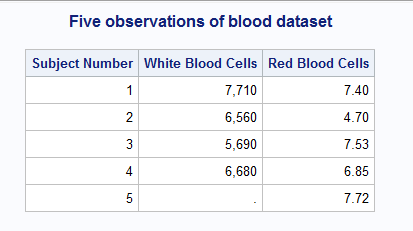 Five observations of blood dataset
Subject Number White Blood Cells Red Blood Cells
1 7,710 7.40
2 6,560 4.70
3 5,690 7.53
4 6,680 6.85
5 . 7.72